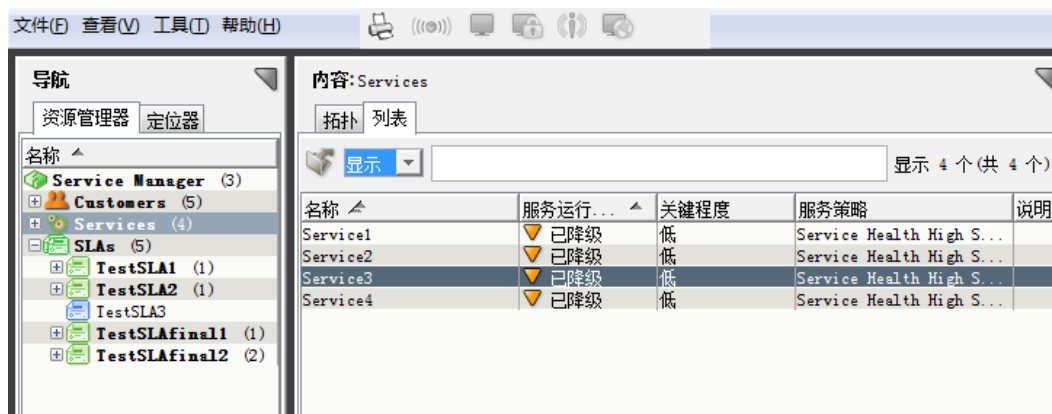 文件(F) 查看(V) 工具(T) 帮助(H)
导航
资源管理器 定位器
名称
Service Manager (3)
Customers (5)
Services (4)
SLAs (5)
TestSLA1 (1)
TestSLA2 (1)
TestSLA3
TestSLAfinal1 (1)
TestSLAfinal2 (2)
内容:Services
拓扑 列表
显示 显示 4 个(共 4 个)
名称 服务运行... 关键程度 服务策略 说明
Service1 已降级 低 Service Health High S...
Service2 已降级 低 Service Health High S...
Service3 已降级 低 Service Health High S...
Service4 已降级 低 Service Health High S...